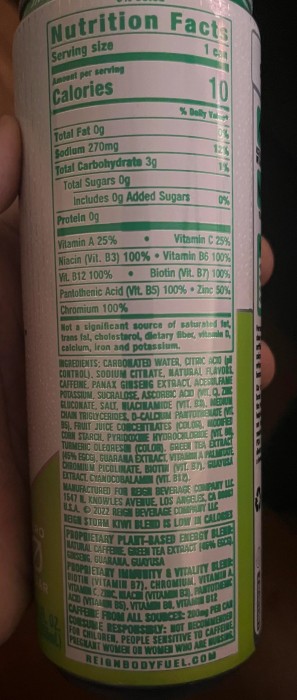 Nutrition Facts
Serving size 1 can
Amount per serving
Calories 10
% Daily
Total Fat 0g 0%
Sodium 270mg 12%
Total Carbohydrate 3g 1%
Total Sugars 0g
Includes 0g Added Sugars 0%
Protein 0g
Vitamin A 25% • Vitamin C 25%
Niacin (Vit. B3) 100% • Vitamin B6 100%
Vit. B12 100% • Biotin (Vit. B7) 100%
Pantothenic Acid (Vit. B5) 100% • Zinc 50%
Chromium 100%
Not a significant source of saturated fat,
trans fat, cholesterol, dietary fiber, vitamin D,
calcium, iron and potassium.
INGREDIENTS: CARBONATED WATER, CITRIC ACID (pH
CONTROL), SODIUM CITRATE, NATURAL FLAVORS,
CAFFEINE, PANAX GINSENG EXTRACT, ACESULFAME
POTASSIUM, SUCRALOSE, ASCORBIC ACID (VIT. C), ZINC
GLUCONATE, SALT, NIACINAMIDE (VIT. B3), MEDIUM
CHAIN TRIGLYCERIDES, D-CALCIUM PANTOTHENATE (VIT.
B5), FRUIT JUICE CONCENTRATES (COLOR), MODIFIED
CORN STARCH, PYRIDOXINE HYDROCHLORIDE (VIT. B6),
TURMERIC OLEORESIN (COLOR), GREEN TEA EXTRACT
(45% EGCG), GUARANA EXTRACT, VITAMIN A PALMITATE,
CHROMIUM PICOLINATE, BIOTIN (VIT. B7), GUAYUSA
EXTRACT, CYANOCOBALAMIN (VIT. B12).
MANUFACTURED FOR REIGN BEVERAGE COMPANY LLC
1547 N. KNOWLES AVENUE, LOS ANGELES, CA 90063
U.S.A. © 2022 REIGN BEVERAGE COMPANY LLC
REIGN STORM KIWI BLEND IS LOW IN CALORIES
PROPRIETARY PLANT-BASED ENERGY BLEND:
NATURAL CAFFEINE, GREEN TEA EXTRACT (45% EGCG),
GINSENG, GUARANA, GUAYUSA
PROPRIETARY IMMUNITY & VITALITY BLEND:
BIOTIN (VITAMIN B7), CHROMIUM, VITAMIN A,
VITAMIN C, ZINC, NIACIN (VITAMIN B3), PANTOTHENIC
ACID (VITAMIN B5), VITAMIN B6, VITAMIN B12
CAFFEINE FROM ALL SOURCES: 200mg PER CAN
CONSUME RESPONSIBLY: NOT RECOMMENDED
FOR CHILDREN, PEOPLE SENSITIVE TO CAFFEINE,
PREGNANT WOMEN OR WOMEN WHO ARE NURSING.
REIGNBODYFUEL.COM